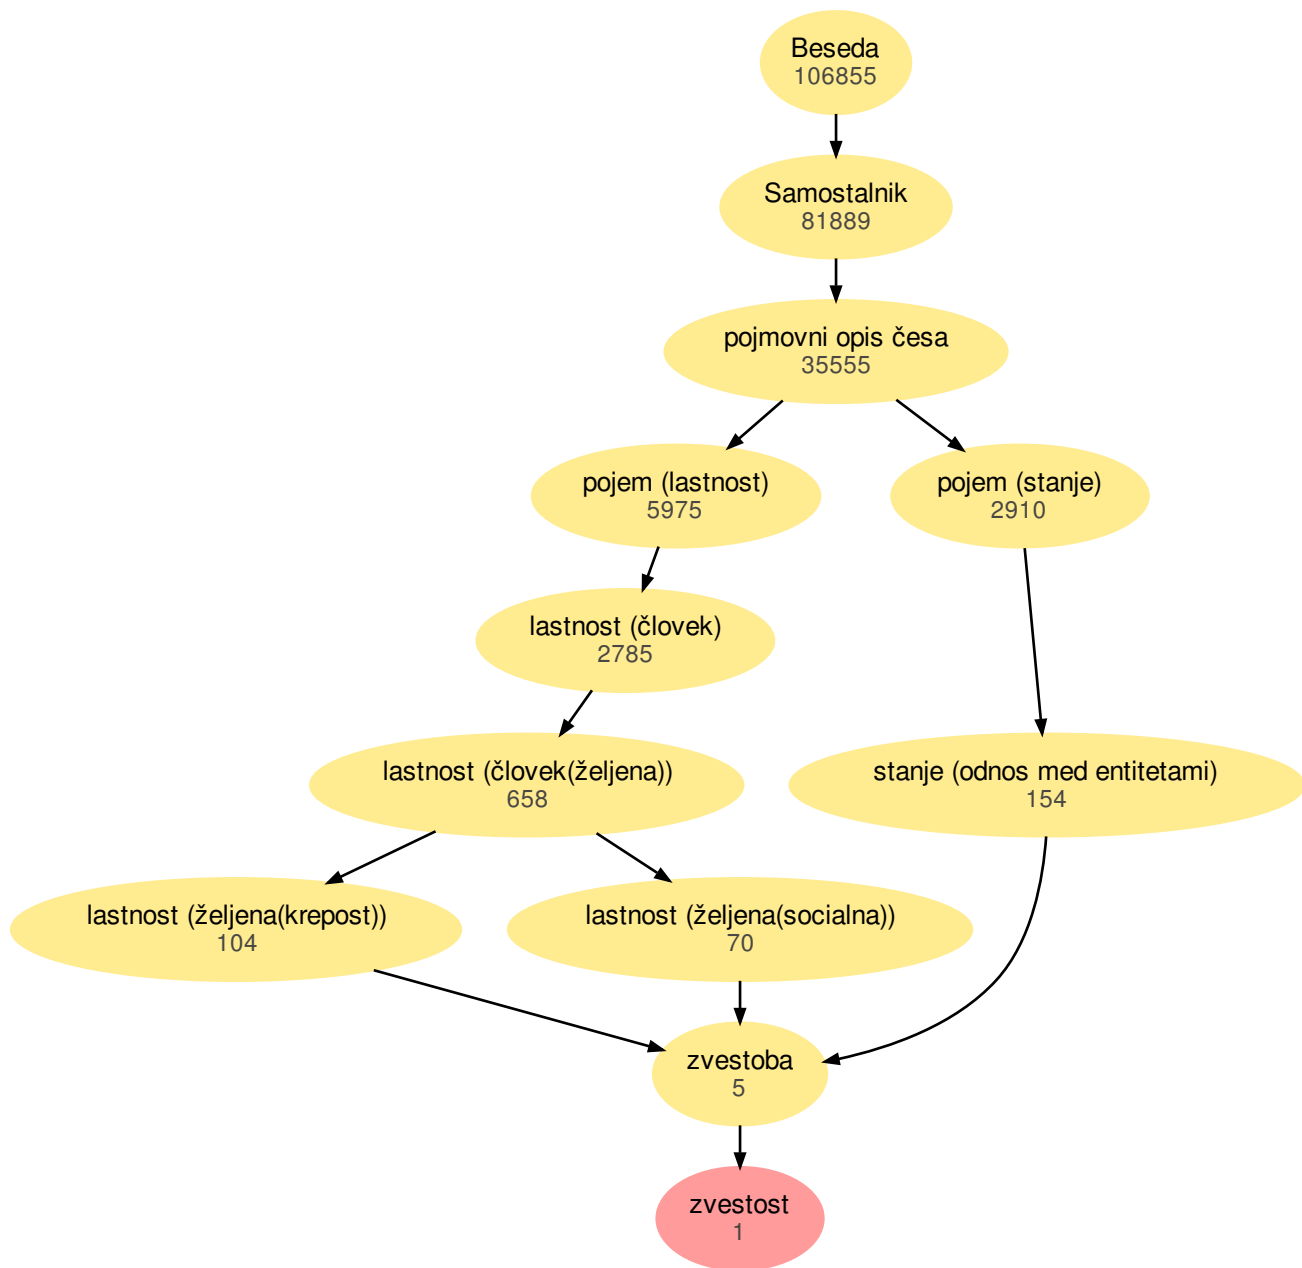 Beseda
106855
Samostalnik
81889
pojmovni opis česa
35555
pojem (lastnost)
5975
pojem (stanje)
2910
lastnost (človek)
2785
lastnost (človek(željena))
658
stanje (odnos med entitetami)
154
lastnost (željena(krepost))
104
lastnost (željena(socialna))
70
zvestoba
5
zvestost
1